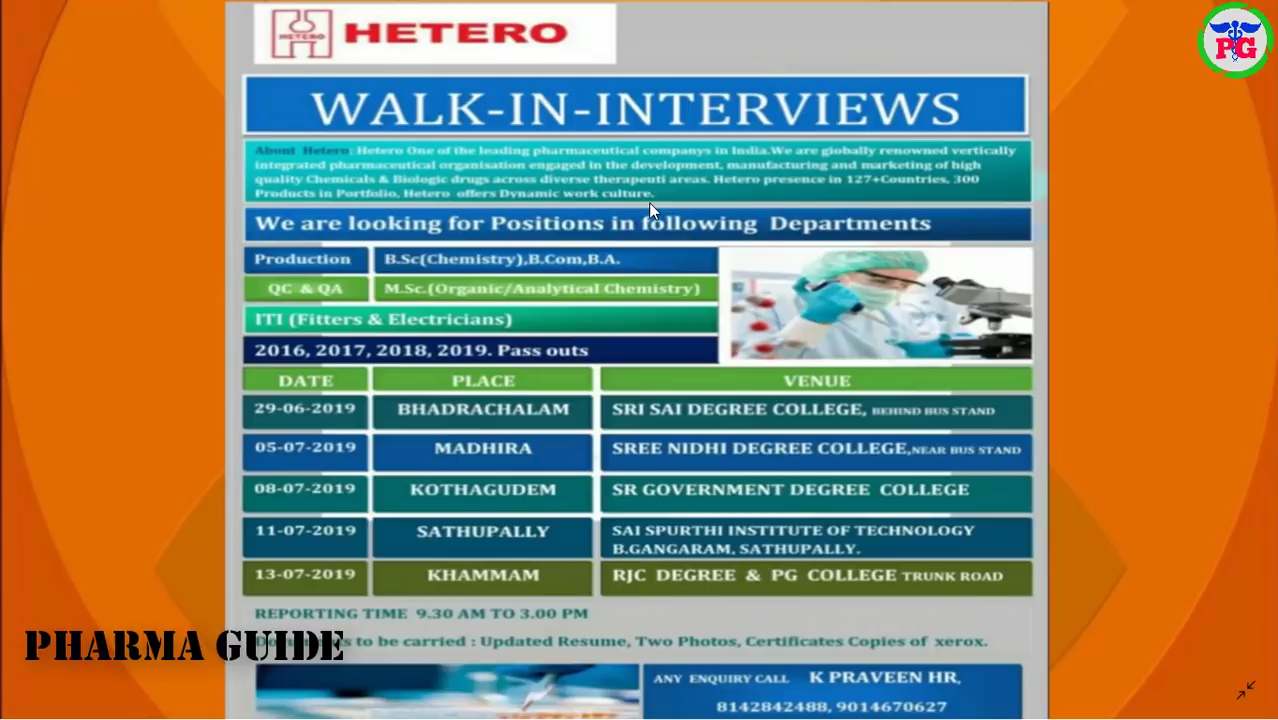 HETERO
HETERO
PG
WALK-IN-INTERVIEWS
About Hetero: Hetero One of the leading pharmaceutical companys in India.We are globally renowned vertically
integrated pharmaceutical organisation engaged in the development, manufacturing and marketing of high
quality Chemicals & Biologic drugs across diverse therapeuti areas. Hetero presence in 127+Countries, 300
Products in Portfolio, Hetero offers Dynamic work culture.
We are looking for Positions in following Departments
Production B.Sc(Chemistry),B.Com,B.A.
QC & QA M.Sc.(Organic/Analytical Chemistry)
ITI (Fitters & Electricians)
2016, 2017, 2018, 2019. Pass outs
DATE PLACE VENUE
29-06-2019 BHADRACHALAM SRI SAI DEGREE COLLEGE, BEHIND BUS STAND
05-07-2019 MADHIRA SREE NIDHI DEGREE COLLEGE,NEAR BUS STAND
08-07-2019 KOTHAGUDEM SR GOVERNMENT DEGREE COLLEGE
11-07-2019 SATHUPALLY SAI SPURTHI INSTITUTE OF TECHNOLOGY
B.GANGARAM, SATHUPALLY.
13-07-2019 KHAMMAM RJC DEGREE & PG COLLEGE TRUNK ROAD
REPORTING TIME 9.30 AM TO 3.00 PM
to be carried : Updated Resume, Two Photos, Certificates Copies of xerox.
PHARMA GUIDE
ANY ENQUIRY CALL K PRAVEEN HR,
8142842488, 9014670627